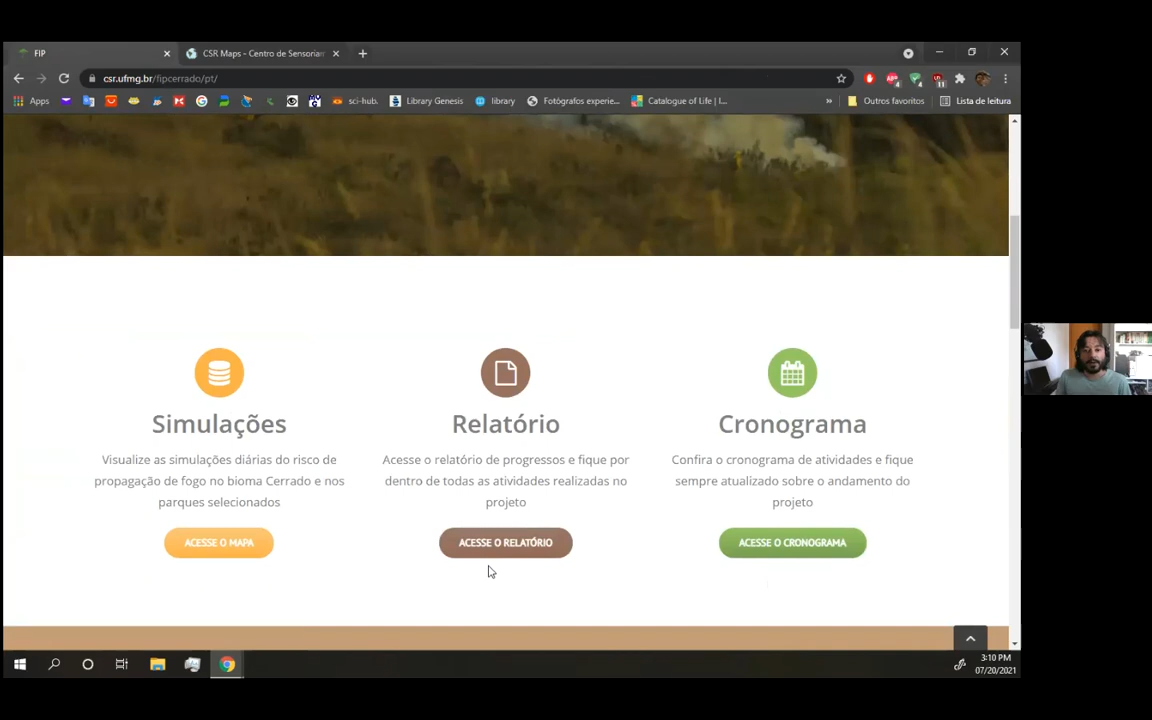 FIP
CSR Maps - Centro de Sensoriam
csr.ufmg.br/fipcerrado/pt/
Apps
sci-hub.
Library Genesis
library
Fotógrafos experie...
Catalogue of Life | I...
»
Outros favoritos
Lista de leitura
Simulações
Visualize as simulações diárias do risco de
propagação de fogo no bioma Cerrado e nos
parques selecionados
ACESSE O MAPA
Relatório
Acesse o relatório de progressos e fique por
dentro de todas as atividades realizadas no
projeto
ACESSE O RELATÓRIO
Cronograma
Confira o cronograma de atividades e fique
sempre atualizado sobre o andamento do
projeto
ACESSE O CRONOGRAMA
3:10 PM
07/20/2021